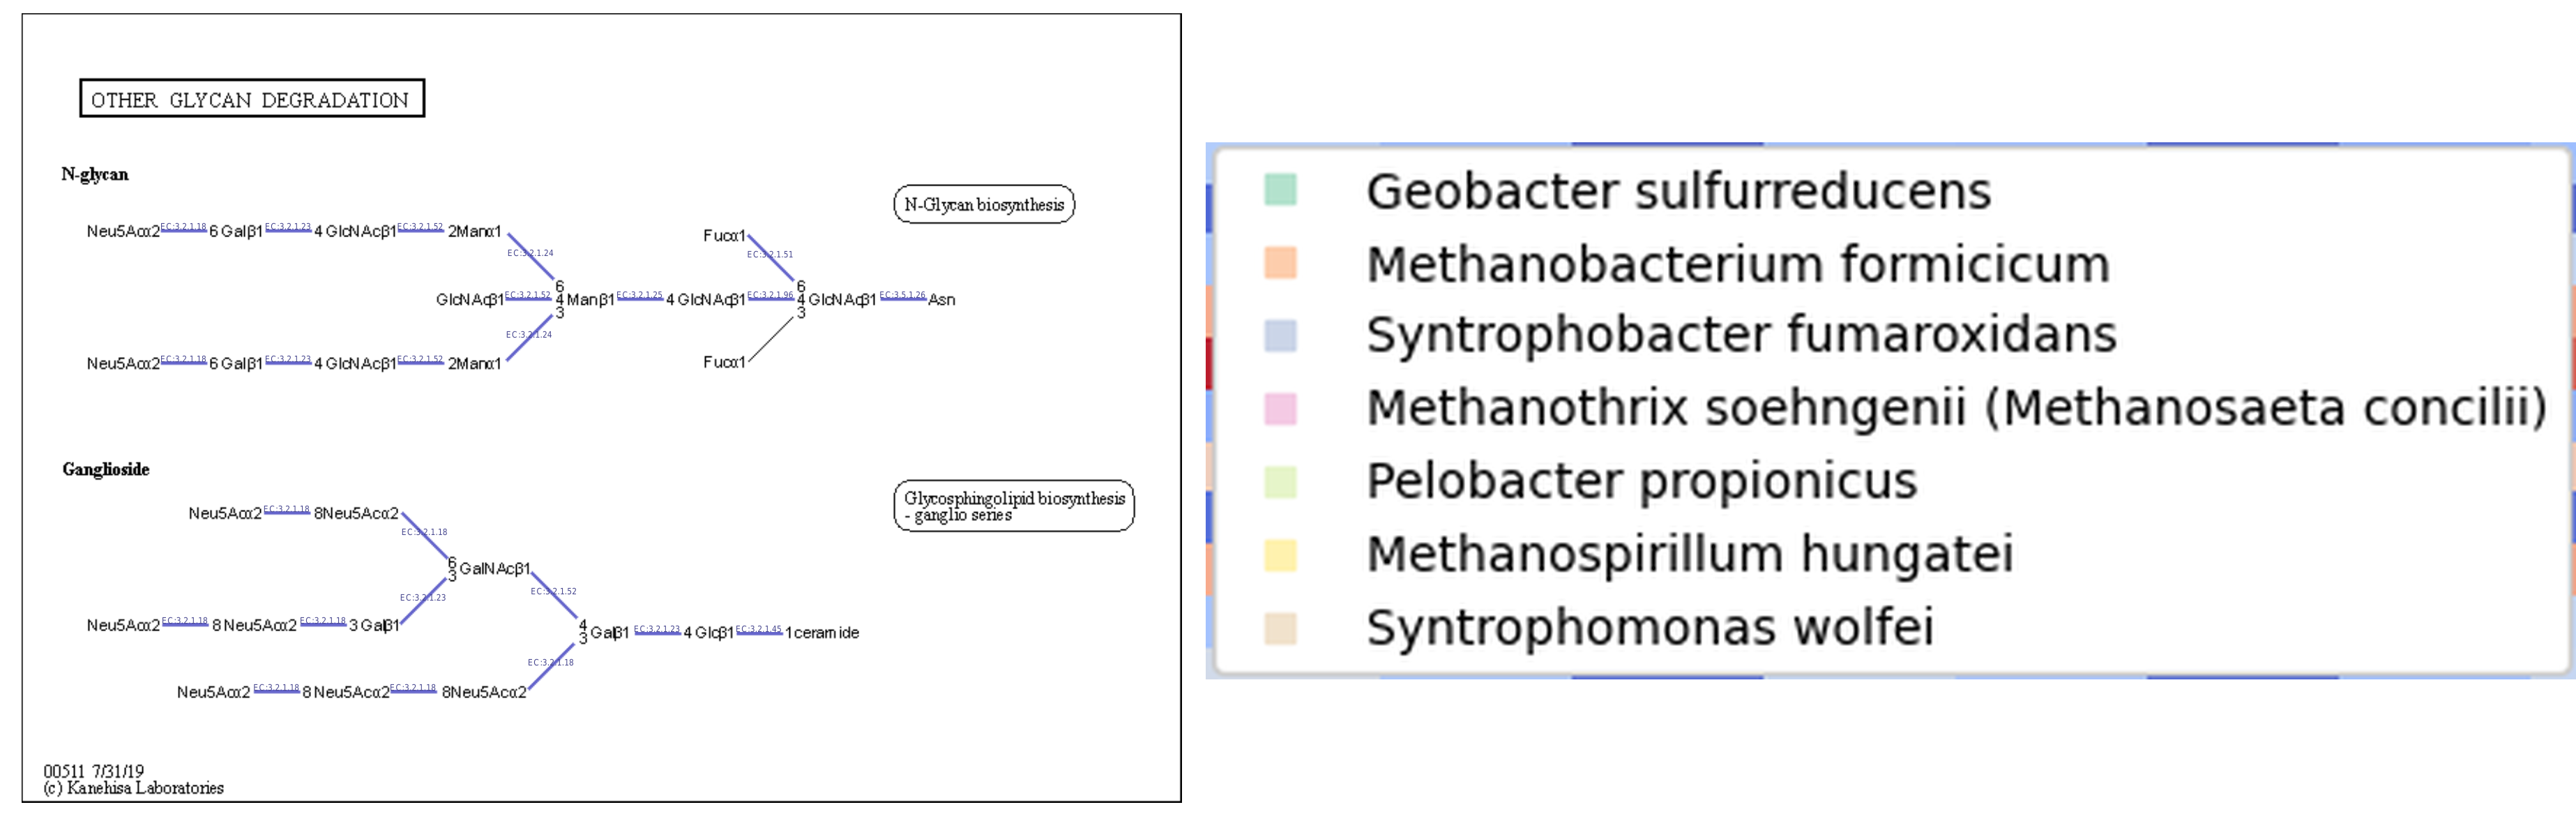 OTHER GLYCAN DEGRADATION
N-glycan
N-Glycan biosynthesis
Neu5Acα2 EC:3.2.1.18 6 Galβ1 EC:3.2.1.23 4 GlcNAcβ1 EC:3.2.1.52 2Manα1
Fucα1
EC:3.2.1.24
EC:3.2.1.51
6
6
GlcNAcβ1 EC:3.2.1.52 4 Manβ1 EC:3.2.1.25 4 GlcNAcβ1 EC:3.2.1.96 4 GlcNAcβ1 EC:3.5.1.26 Asn
3
3
EC:3.2.1.24
Neu5Acα2 EC:3.2.1.18 6 Galβ1 EC:3.2.1.23 4 GlcNAcβ1 EC:3.2.1.52 2Manα1
Fucα1
Ganglioside
Glycosphingolipid biosynthesis
- ganglio series
Neu5Acα2 EC:3.2.1.18 8Neu5Acα2
EC:3.2.1.18
6
3 GalNAcβ1
EC:3.2.1.52
EC:3.2.1.23
Neu5Acα2 EC:3.2.1.18 8 Neu5Acα2 EC:3.2.1.18 3 Galβ1
4
3 Galβ1 EC:3.2.1.23 4 Glcβ1 EC:3.2.1.45 1ceramide
EC:3.2.1.18
Neu5Acα2 EC:3.2.1.18 8 Neu5Acα2 EC:3.2.1.18 8Neu5Acα2
00511 7/31/19
(c) Kanehisa Laboratories
Geobacter sulfurreducens
Methanobacterium formicicum
Syntrophobacter fumaroxidans
Methanothrix soehngenii (Methanosaeta concilii)
Pelobacter propionicus
Methanospirillum hungatei
Syntrophomonas wolfei